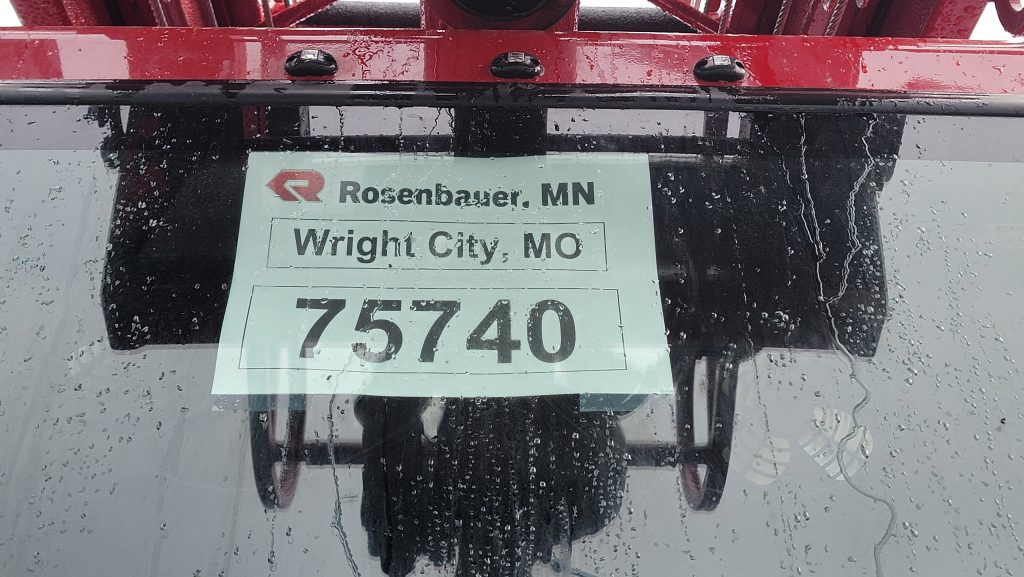 Rosenbauer, MN
Wright City, MO
75740